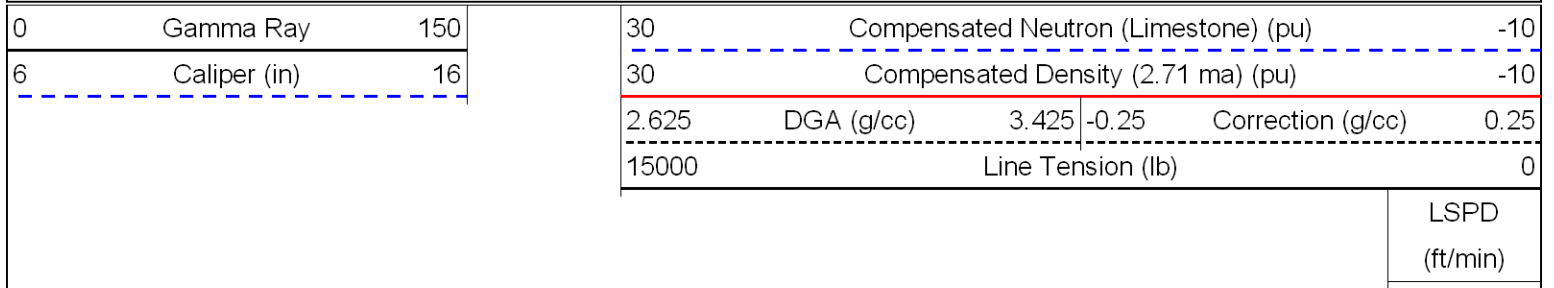 0 Gamma Ray 150 30 Compensated Neutron (Limestone) (pu) -10
6 Caliper (in) 16 30 Compensated Density (2.71 ma) (pu) -10
2.625 DGA (g/cc) 3.425 -0.25 Correction (g/cc) 0.25
15000 Line Tension (lb) 0
LSPD
(ft/min)